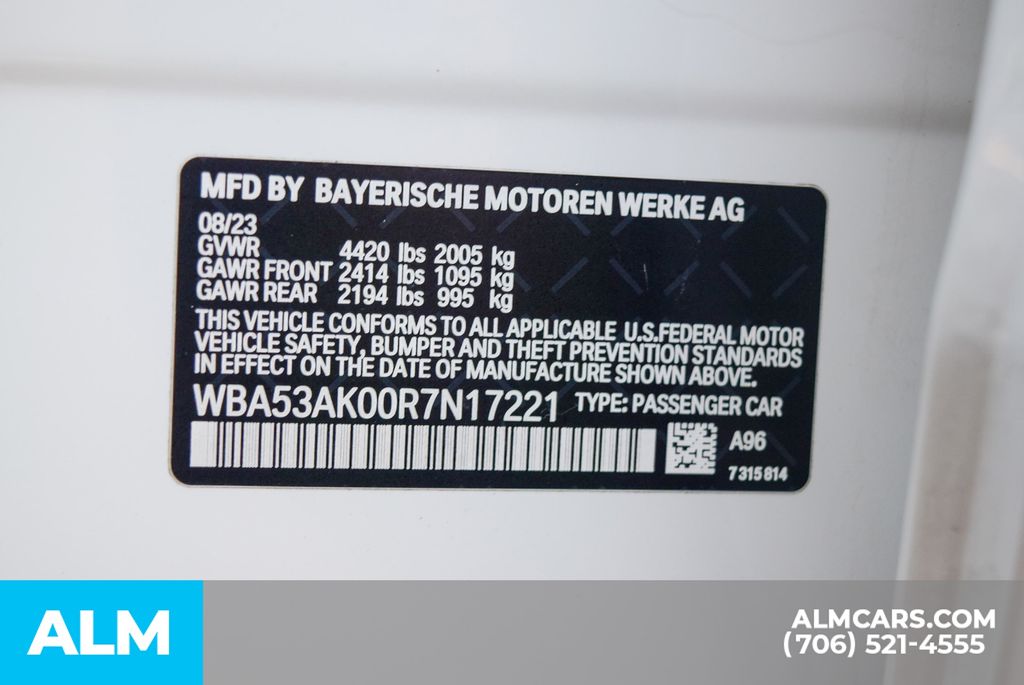 MFD BY BAYERISCHE MOTOREN WERKE AG
08/23
GVWR 4420 lbs 2005 kg
GAWR FRONT 2414 lbs 1095 kg
GAWR REAR 2194 lbs 995 kg
THIS VEHICLE CONFORMS TO ALL APPLICABLE U.S.FEDERAL MOTOR
VEHICLE SAFETY, BUMPER AND THEFT PREVENTION STANDARDS
IN EFFECT ON THE DATE OF MANUFACTURE SHOWN ABOVE.
WBA53AK00R7N17221 TYPE: PASSENGER CAR
A96
7315814
ALM
ALMCARS.COM
(706) 521-4555